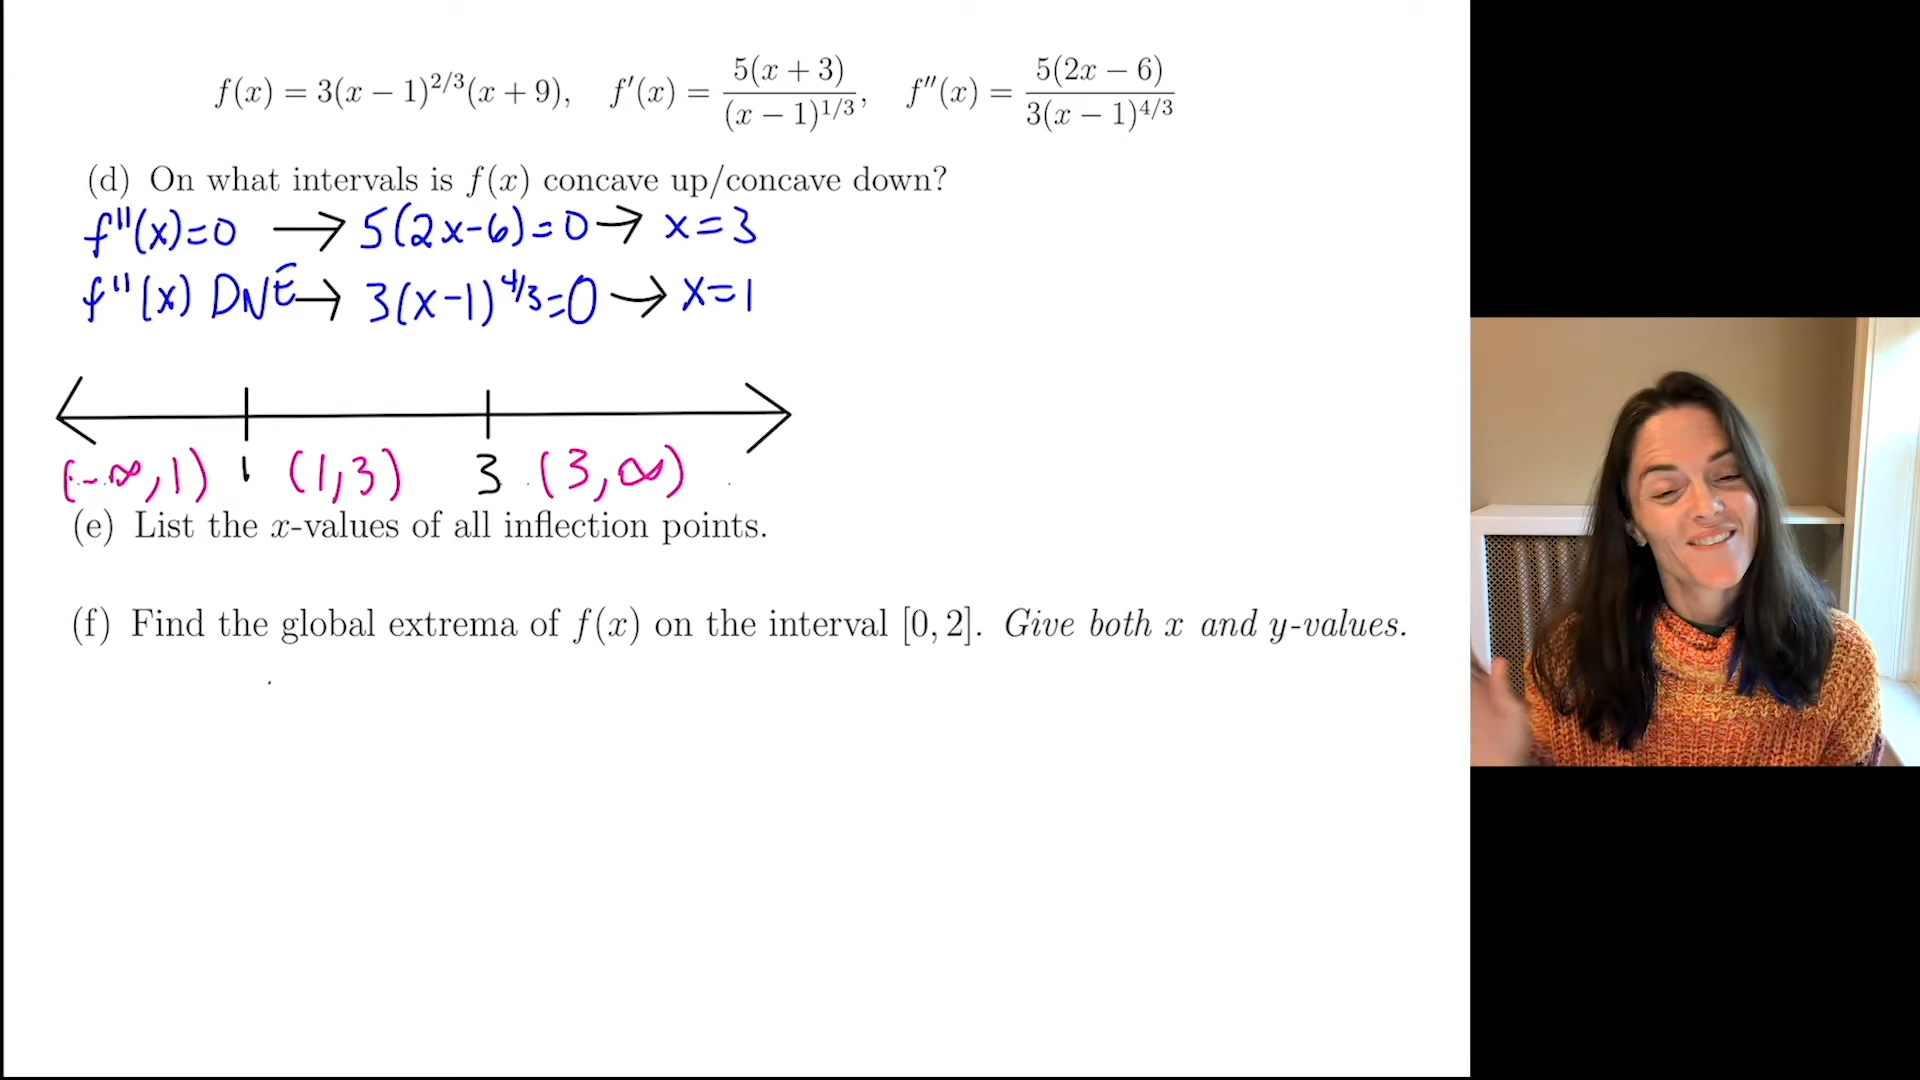 f(x) = 3(x − 1)^{2/3}(x + 9), f′(x) = \frac{5(x + 3)}{(x − 1)^{1/3}}, f″(x) = \frac{5(2x − 6)}{3(x − 1)^{4/3}}
(d) On what intervals is f(x) concave up/concave down?
f″(x)=0 → 5(2x-6)=0 → x=3
f″(x) DNE → 3(x-1)^{4/3}=0 → x=1
(-∞,1) 1 (1,3) 3 (3,∞)
(e) List the x-values of all inflection points.
(f) Find the global extrema of f(x) on the interval [0, 2]. Give both x and y-values.